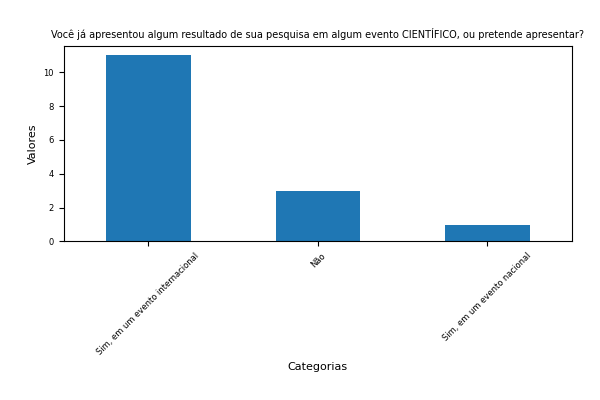 Você já apresentou algum resultado de sua pesquisa em algum evento CIENTÍFICO, ou pretende apresentar?
Valores
10
8
6
4
2
0
Sim, em um evento internacional
Não
Sim, em um evento nacional
Categorias